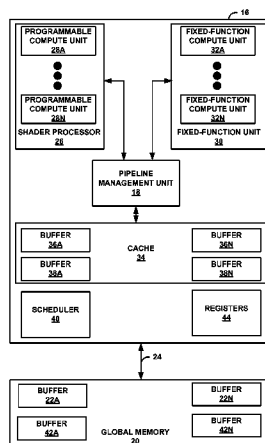 16
PROGRAMMABLE
COMPUTE UNIT
28A
PROGRAMMABLE
COMPUTE UNIT
28N
SHADER PROCESSOR
26
FIXED-FUNCTION
COMPUTE UNIT
32A
FIXED-FUNCTION
COMPUTE UNIT
32N
FIXED-FUNCTION UNIT
30
PIPELINE
MANAGEMENT UNIT
18
BUFFER
36A
BUFFER
36N
CACHE
34
BUFFER
38A
BUFFER
38N
SCHEDULER
40
REGISTERS
44
24
BUFFER
22A
BUFFER
22N
BUFFER
42A
BUFFER
42N
GLOBAL MEMORY
20